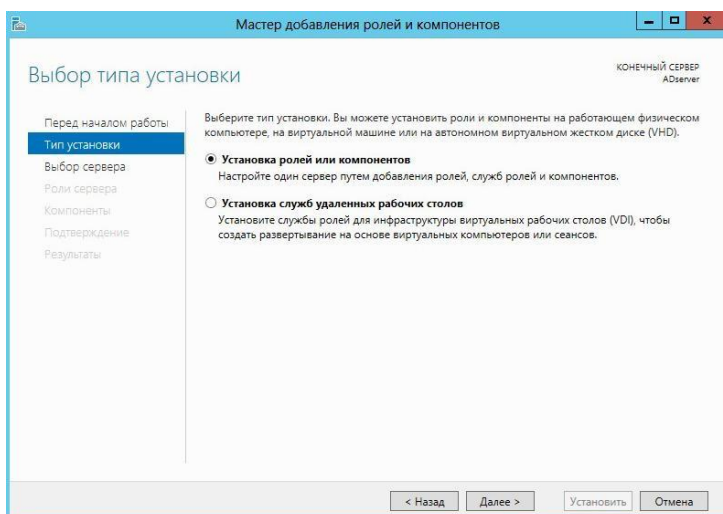 Мастер добавления ролей и компонентов
Выбор типа установки
КОНЕЧНЫЙ СЕРВЕР
ADserver
Перед началом работы
Тип установки
Выбор сервера
Роли сервера
Компоненты
Подтверждение
Результаты
Выберите тип установки. Вы можете установить роли и компоненты на работающем физическом
компьютере, на виртуальной машине или на автономном виртуальном жестком диске (VHD).
Установка ролей или компонентов
Настройте один сервер путем добавления ролей, служб ролей и компонентов.
Установка служб удаленных рабочих столов
Установите службы ролей для инфраструктуры виртуальных рабочих столов (VDI), чтобы
создать развертывание на основе виртуальных компьютеров или сеансов.
< Назад Далее > Установить Отмена